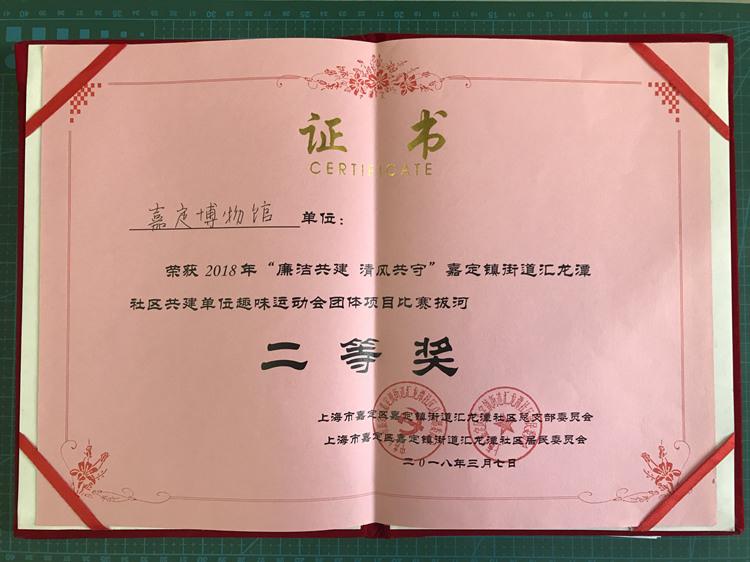 证 书
CERTIFICATE
嘉定博物馆 单位：
荣获2018年“廉洁共建 清风共守”嘉定镇街道汇龙潭
社区共建单位趣味运动会团体项目比赛拔河
二等奖
上海市嘉定区嘉定镇街道汇龙潭社区总支部委员会
上海市嘉定区嘉定镇街道汇龙潭社区居民委员会
二〇一八年三月七日